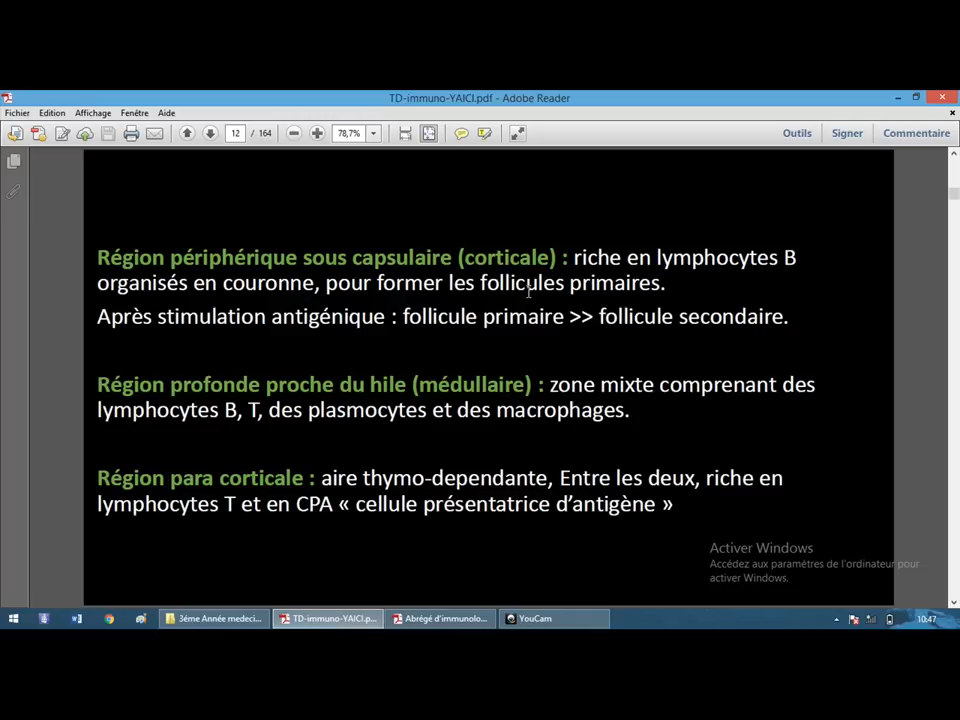 TD-immuno-YAICI.pdf - Adobe Reader
Fichier Edition Affichage Fenêtre Aide
12 / 164 78,7% Outils Signer Commentaire
Région périphérique sous capsulaire (corticale) : riche en lymphocytes B
organisés en couronne, pour former les follicules primaires.
Après stimulation antigénique : follicule primaire >> follicule secondaire.
Région profonde proche du hile (médullaire) : zone mixte comprenant des
lymphocytes B, T, des plasmocytes et des macrophages.
Région para corticale : aire thymo-dependante, Entre les deux, riche en
lymphocytes T et en CPA « cellule présentatrice d’antigène »
Activer Windows
Accédez aux paramètres de l'ordinateur pour
activer Windows.
3éme Année medeci... TD-immuno-YAICI.p... Abrégé d'immunolo... YouCam 10:47